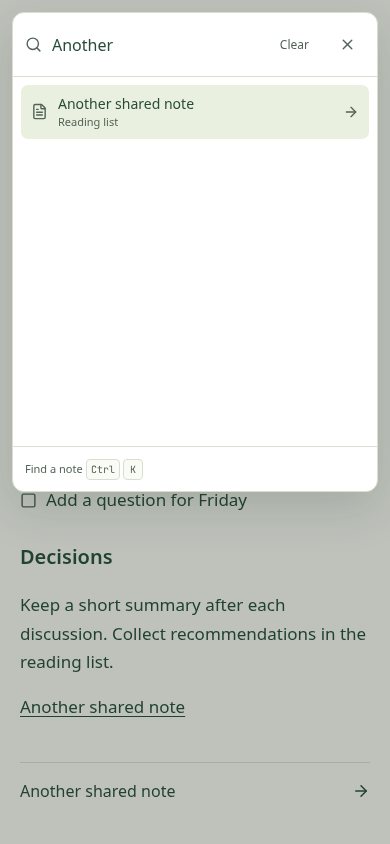 Another
Clear
Another shared note
Reading list
Find a note Ctrl K
Add a question for Friday
Decisions
Keep a short summary after each
discussion. Collect recommendations in the
reading list.
Another shared note
Another shared note